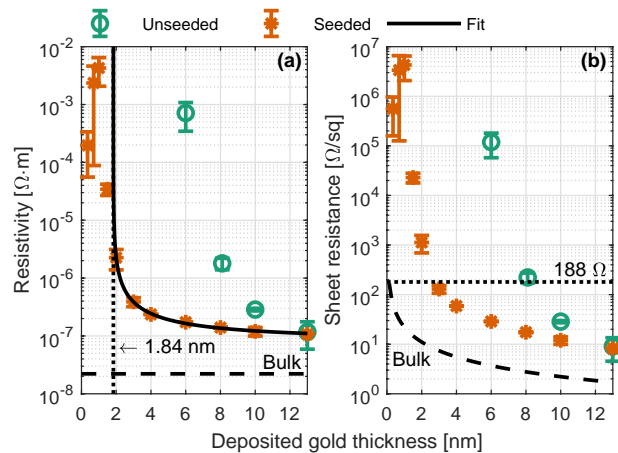 Unseeded Seeded Fit
(a)
Resistivity [Ω·m]
10^-2
10^-3
10^-4
10^-5
10^-6
10^-7
10^-8
← 1.84 nm
Bulk
0 2 4 6 8 10 12
(b)
Sheet resistance [Ω/sq]
10^7
10^6
10^5
10^4
10^3
10^2
10^1
10^0
188 Ω
Bulk
0 2 4 6 8 10 12
Deposited gold thickness [nm]